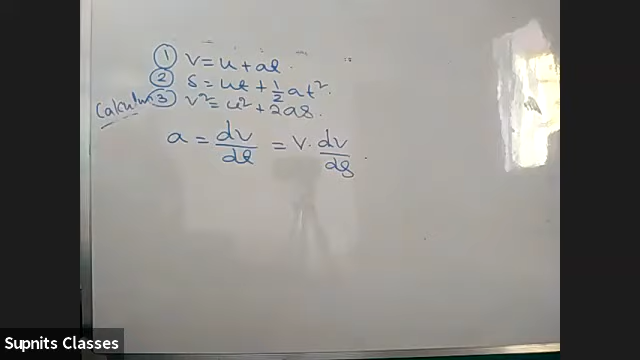 ① v = u + at.
② s = ut + 1/2 at².
Calculus ③ v² = u² + 2as.
a = dv/dt = v. dv/ds.
Supnits Classes